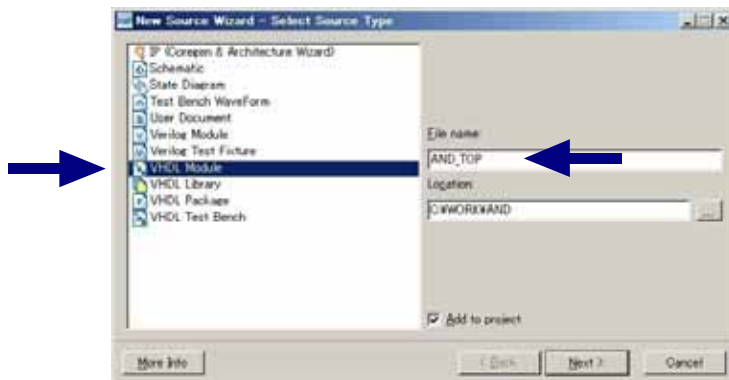 New Source Wizard - Select Source Type
IP (Coregen & Architecture Wizard)
Schematic
State Diagram
Test Bench WaveForm
User Document
Verilog Module
Verilog Test Fixture
VHDL Module
VHDL Library
VHDL Package
VHDL Test Bench
File name:
AND_TOP
Location:
C:¥WORK¥AND
...
Add to project
More Info
< Back
Next >
Cancel